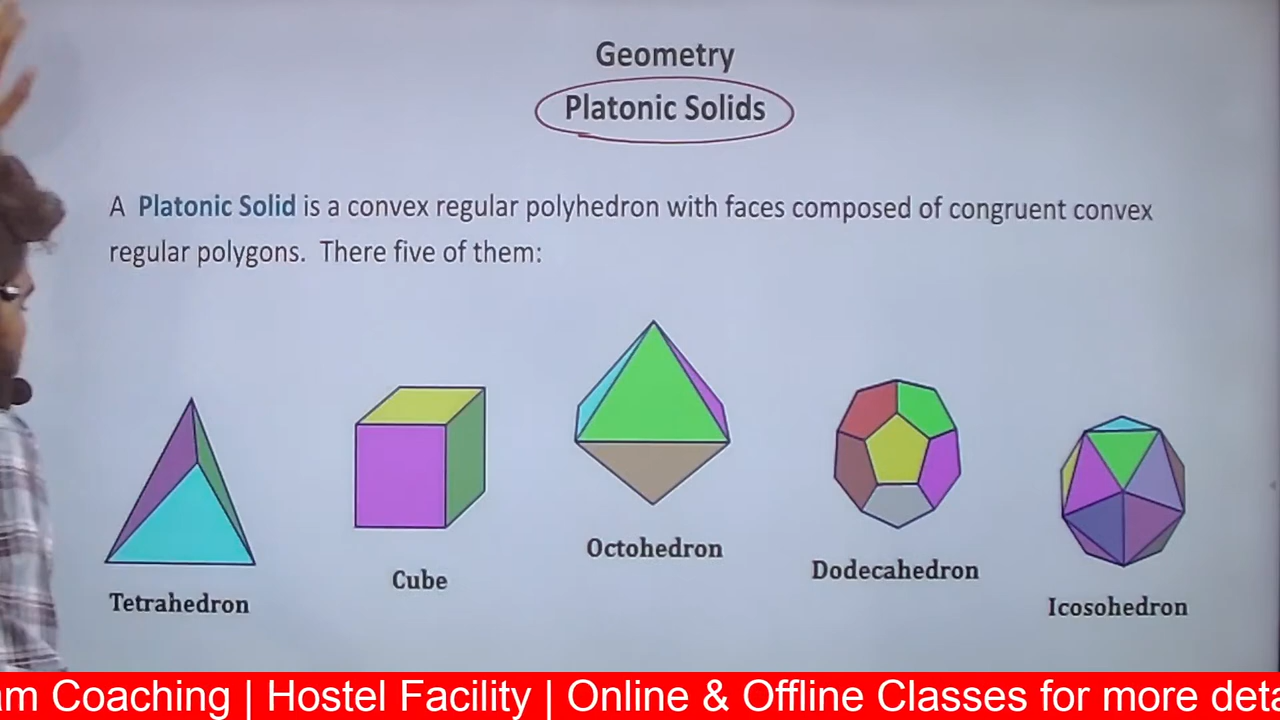 Geometry
Platonic Solids
A Platonic Solid is a convex regular polyhedron with faces composed of congruent convex
regular polygons. There five of them:
Tetrahedron
Cube
Octohedron
Dodecahedron
Icosohedron
Coaching | Hostel Facility | Online & Offline Classes for more